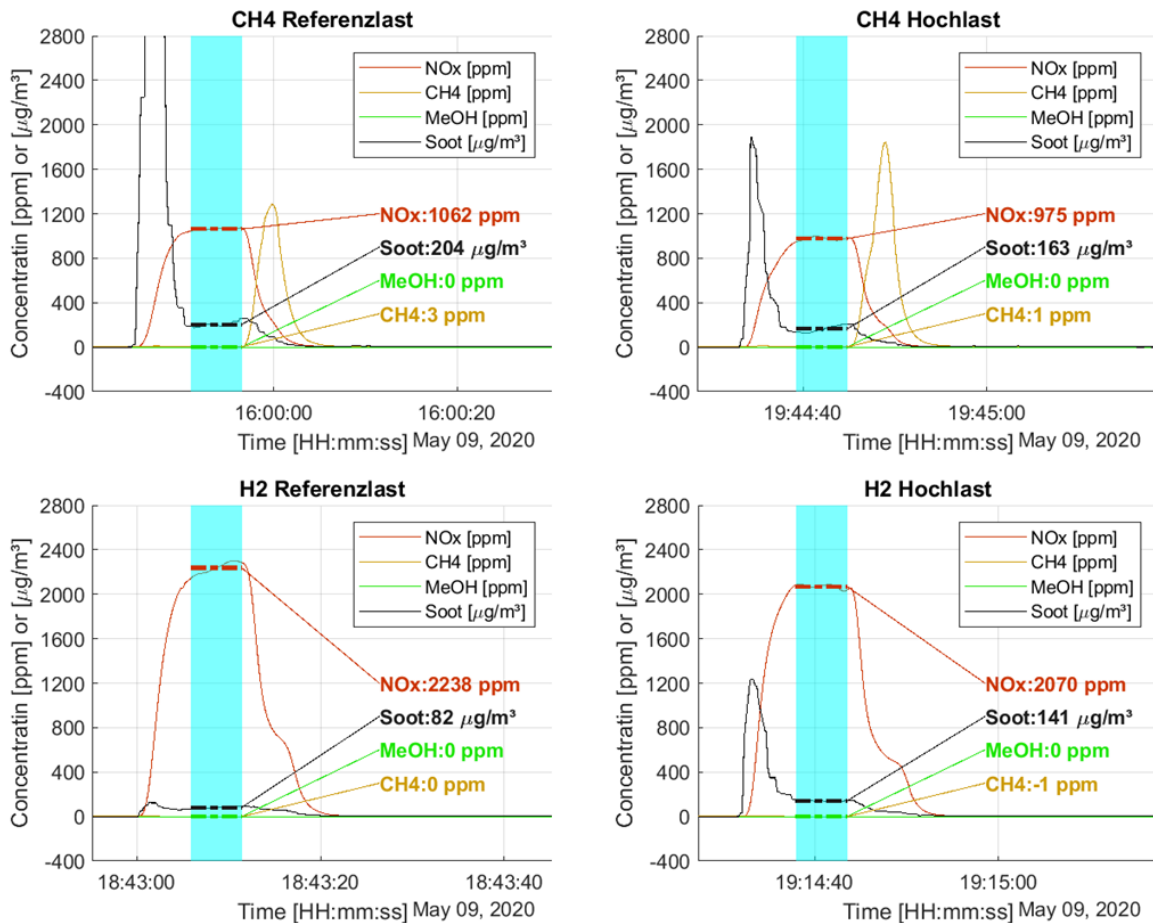 CH4 Referenzlast
2800
2400
2000
1600
1200
800
400
0
-400
Concentratin [ppm] or [µg/m³]
NOx [ppm]
CH4 [ppm]
MeOH [ppm]
Soot [µg/m³]
NOx:1062 ppm
Soot:204 µg/m³
MeOH:0 ppm
CH4:3 ppm
16:00:00
16:00:20
Time [HH:mm:ss] May 09, 2020
CH4 Hochlast
2800
2400
2000
1600
1200
800
400
0
-400
Concentratin [ppm] or [µg/m³]
NOx [ppm]
CH4 [ppm]
MeOH [ppm]
Soot [µg/m³]
NOx:975 ppm
Soot:163 µg/m³
MeOH:0 ppm
CH4:1 ppm
19:44:40
19:45:00
Time [HH:mm:ss] May 09, 2020
H2 Referenzlast
2800
2400
2000
1600
1200
800
400
0
-400
Concentratin [ppm] or [µg/m³]
NOx [ppm]
CH4 [ppm]
MeOH [ppm]
Soot [µg/m³]
NOx:2238 ppm
Soot:82 µg/m³
MeOH:0 ppm
CH4:0 ppm
18:43:00
18:43:20
18:43:40
Time [HH:mm:ss] May 09, 2020
H2 Hochlast
2800
2400
2000
1600
1200
800
400
0
-400
Concentratin [ppm] or [µg/m³]
NOx [ppm]
CH4 [ppm]
MeOH [ppm]
Soot [µg/m³]
NOx:2070 ppm
Soot:141 µg/m³
MeOH:0 ppm
CH4:-1 ppm
19:14:40
19:15:00
Time [HH:mm:ss] May 09, 2020